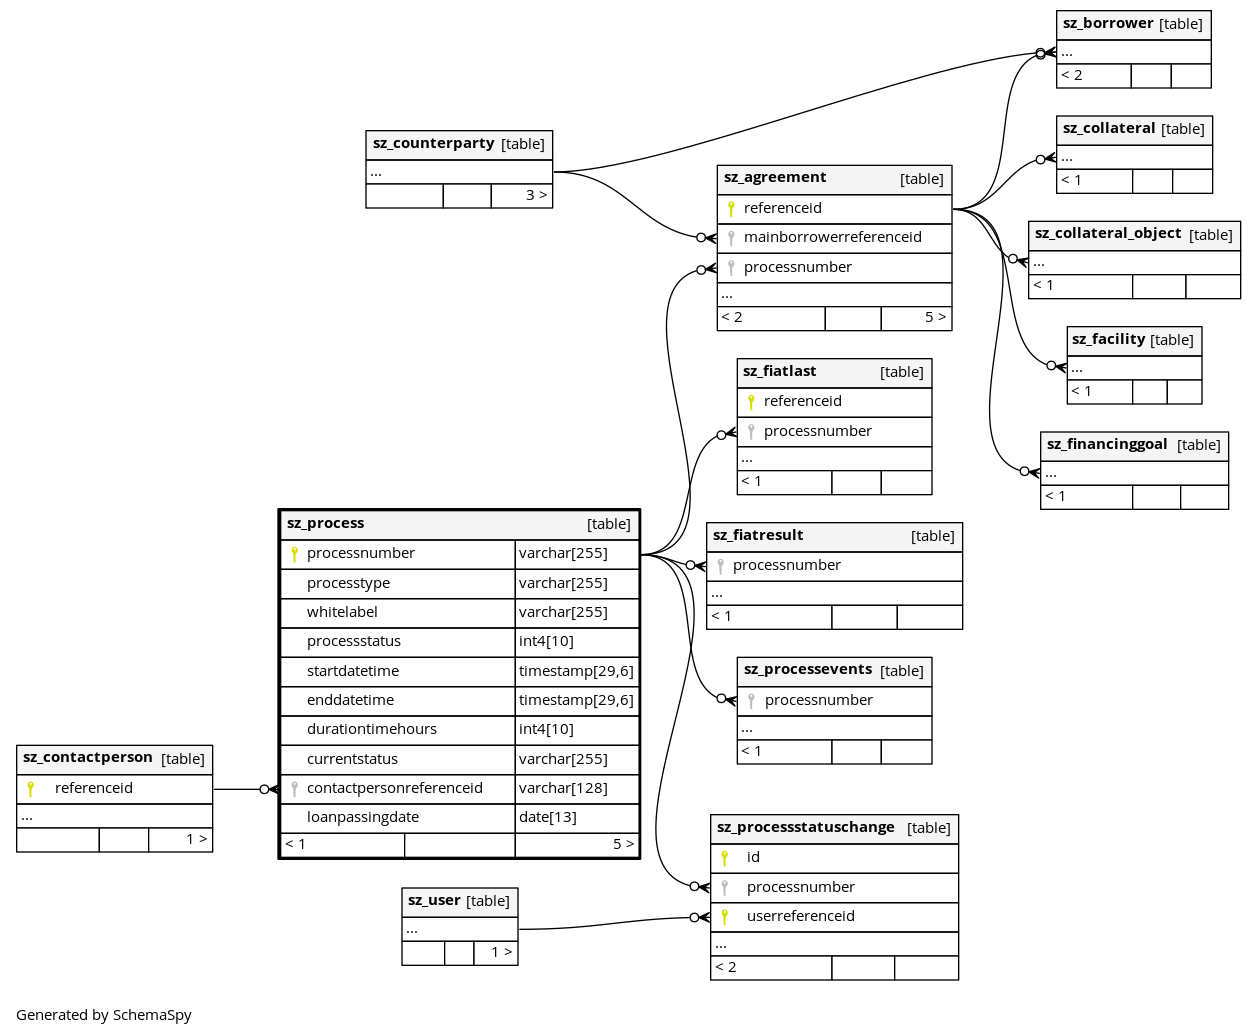 sz_borrower [table]
...
< 2
sz_counterparty [table]
...
3 >
sz_collateral [table]
...
< 1
sz_agreement [table]
referenceid
mainborrowerreferenceid
processnumber
...
< 2 5 >
sz_collateral_object [table]
...
< 1
sz_facility [table]
...
< 1
sz_fiatlast [table]
referenceid
processnumber
...
< 1
sz_financinggoal [table]
...
< 1
sz_process [table]
processnumber varchar[255]
processtype varchar[255]
whitelabel varchar[255]
processstatus int4[10]
startdatetime timestamp[29,6]
enddatetime timestamp[29,6]
durationtimehours int4[10]
currentstatus varchar[255]
contactpersonreferenceid varchar[128]
loanpassingdate date[13]
< 1 5 >
sz_fiatresult [table]
processnumber
...
< 1
sz_processevents [table]
processnumber
...
< 1
sz_contactperson [table]
referenceid
...
1 >
sz_processstatuschange [table]
id
processnumber
userreferenceid
...
< 2
sz_user [table]
...
1 >
Generated by SchemaSpy